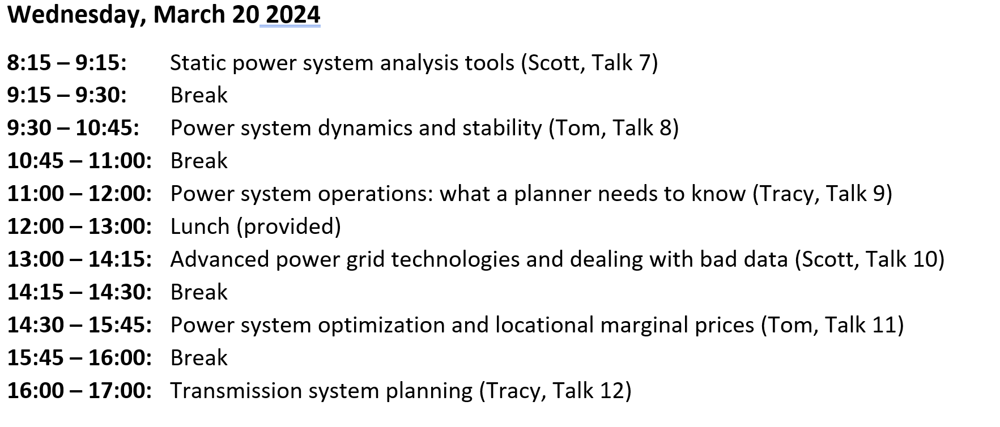 Wednesday, March 20 2024
8:15 – 9:15: Static power system analysis tools (Scott, Talk 7)
9:15 – 9:30: Break
9:30 – 10:45: Power system dynamics and stability (Tom, Talk 8)
10:45 – 11:00: Break
11:00 – 12:00: Power system operations: what a planner needs to know (Tracy, Talk 9)
12:00 – 13:00: Lunch (provided)
13:00 – 14:15: Advanced power grid technologies and dealing with bad data (Scott, Talk 10)
14:15 – 14:30: Break
14:30 – 15:45: Power system optimization and locational marginal prices (Tom, Talk 11)
15:45 – 16:00: Break
16:00 – 17:00: Transmission system planning (Tracy, Talk 12)